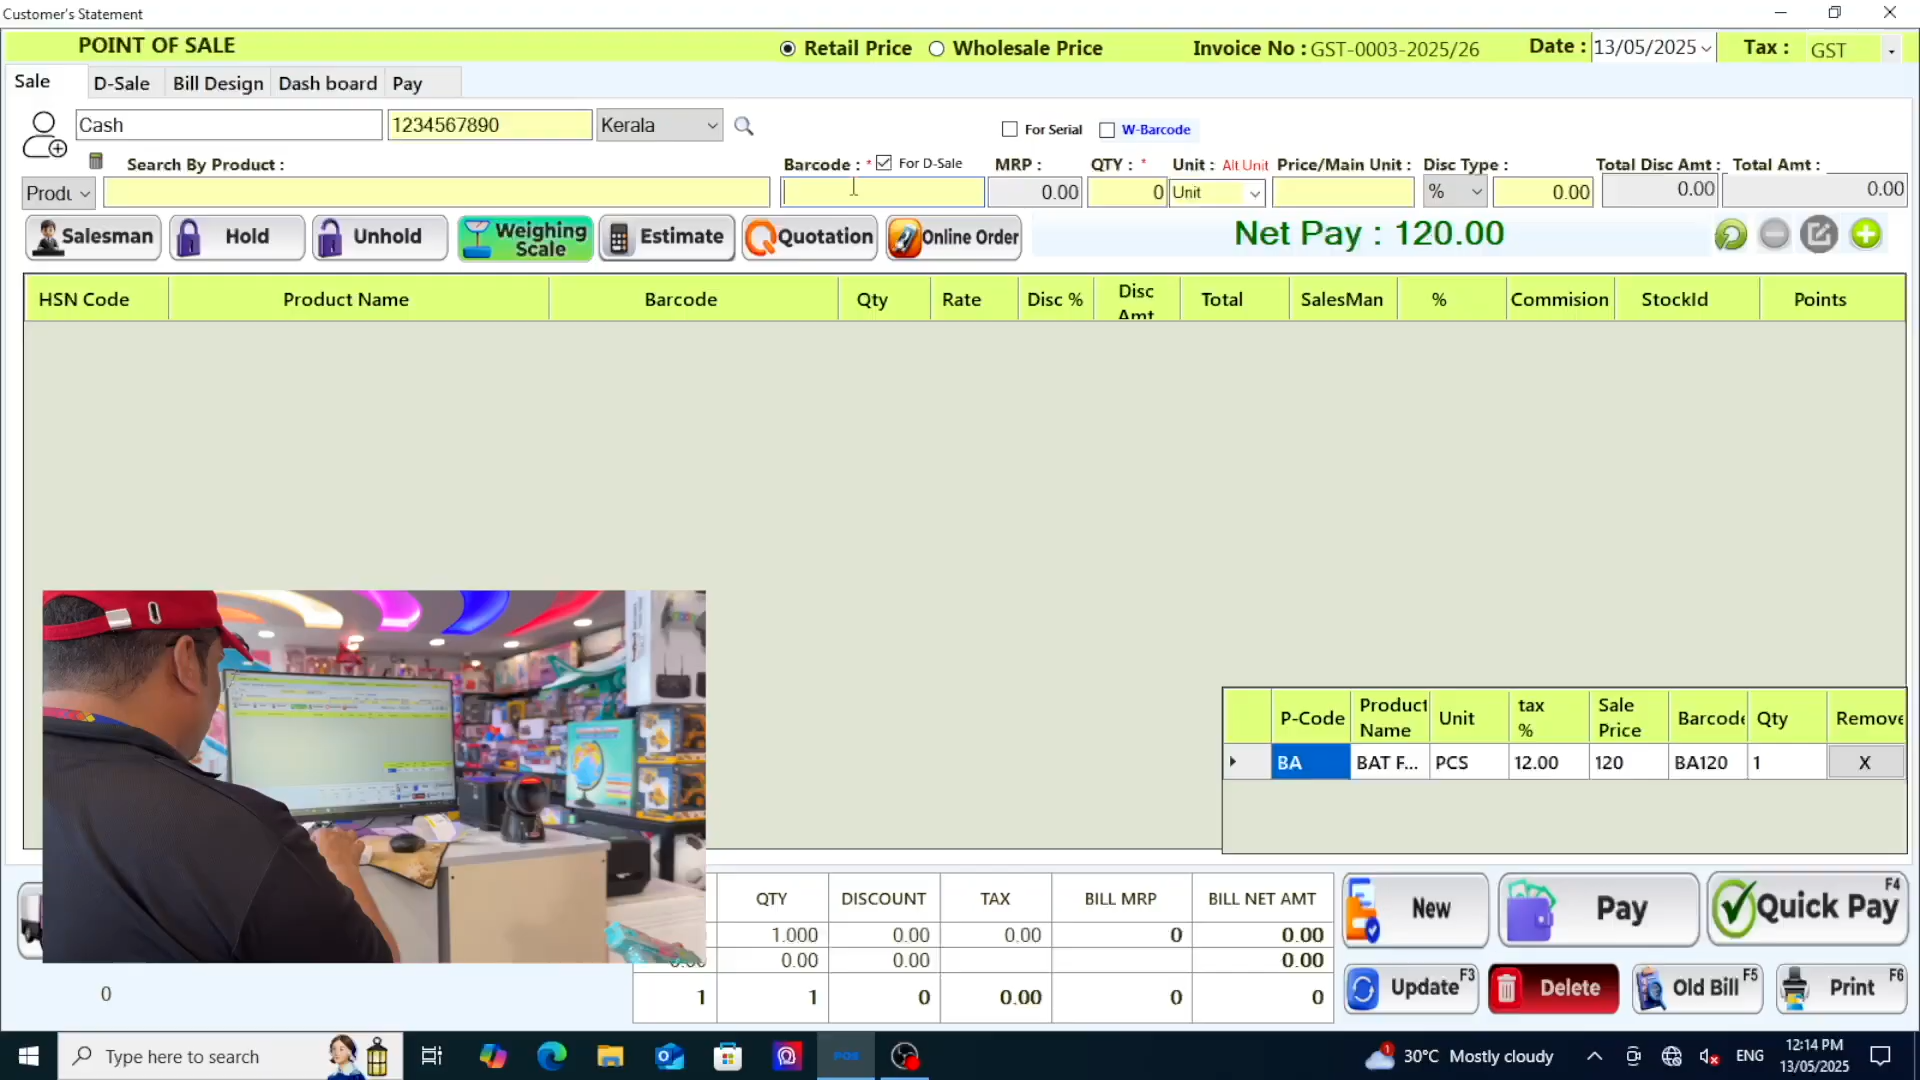 Customer's Statement
POINT OF SALE
Retail Price
Wholesale Price
Invoice No : GST-0003-2025/26
Date : 13/05/2025
Tax : GST
Sale
D-Sale
Bill Design
Dash board
Pay
Cash
1234567890
Kerala
For Serial
W-Barcode
Search By Product :
Barcode : *
For D-Sale
MRP :
QTY : *
Unit : Alt Unit
Price/Main Unit :
Disc Type :
Total Disc Amt :
Total Amt :
Produ
0.00
0
Unit
%
0.00
0.00
0.00
Salesman
Hold
Unhold
Weighing
Scale
Estimate
Quotation
Online Order
Net Pay : 120.00
HSN Code
Product Name
Barcode
Qty
Rate
Disc %
Disc
Amt
Total
SalesMan
%
Commision
StockId
Points
P-Code
Product
Name
Unit
tax
%
Sale
Price
Barcode
Qty
Remove
BA
BAT F...
PCS
12.00
120
BA120
1
X
QTY
DISCOUNT
TAX
BILL MRP
BILL NET AMT
1.000
0.00
0.00
0
0.00
0.00
0.00
0.00
1
1
0
0.00
0
0
0
New
Pay
Quick Pay F4
Update F3
Delete
Old Bill F5
Print F6
Type here to search
POS
1
30°C Mostly cloudy
ENG
12:14 PM
13/05/2025